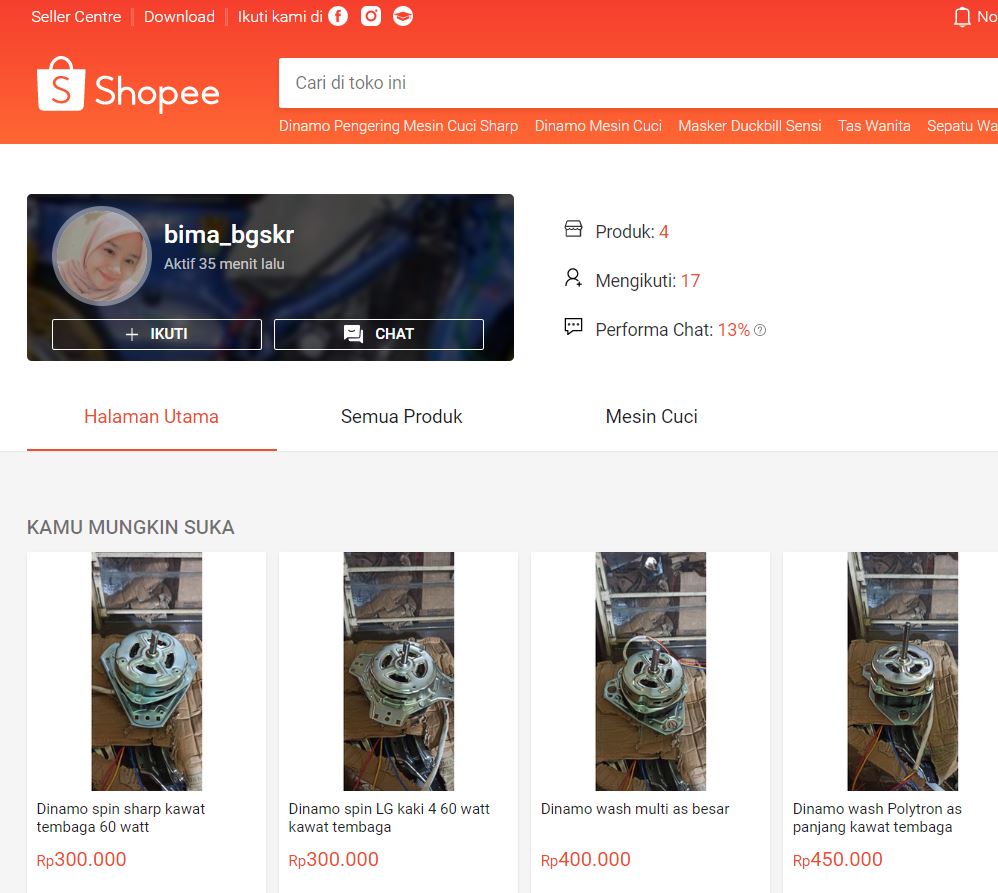 Seller Centre
Download
Ikuti kami di
No
Shopee
Cari di toko ini
Dinamo Pengering Mesin Cuci Sharp
Dinamo Mesin Cuci
Masker Duckbill Sensi
Tas Wanita
Sepatu Wa
bima_bgskr
Aktif 35 menit lalu
+ IKUTI
CHAT
Produk: 4
Mengikuti: 17
Performa Chat: 13%
Halaman Utama
Semua Produk
Mesin Cuci
KAMU MUNGKIN SUKA
Dinamo spin sharp kawat
tembaga 60 watt
Rp300.000
Dinamo spin LG kaki 4 60 watt
kawat tembaga
Rp300.000
Dinamo wash multi as besar
Rp400.000
Dinamo wash Polytron as
panjang kawat tembaga
Rp450.000